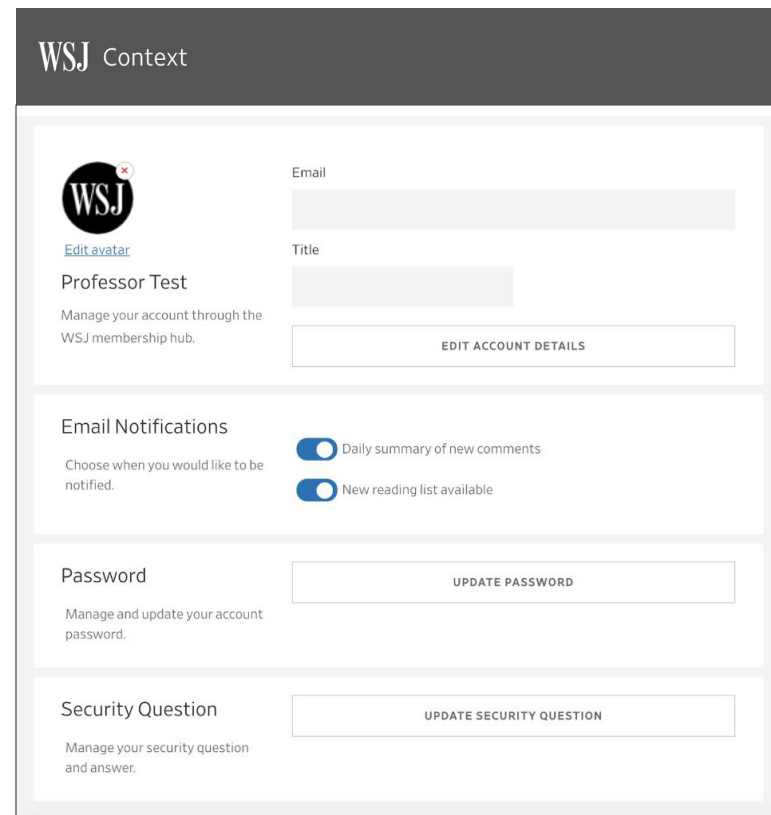 WSJ Context
WSJ
Edit avatar
Professor Test
Manage your account through the
WSJ membership hub.
Email
Title
EDIT ACCOUNT DETAILS
Email Notifications
Choose when you would like to be
notified.
Daily summary of new comments
New reading list available
Password
Manage and update your account
password.
UPDATE PASSWORD
Security Question
Manage your security question
and answer.
UPDATE SECURITY QUESTION